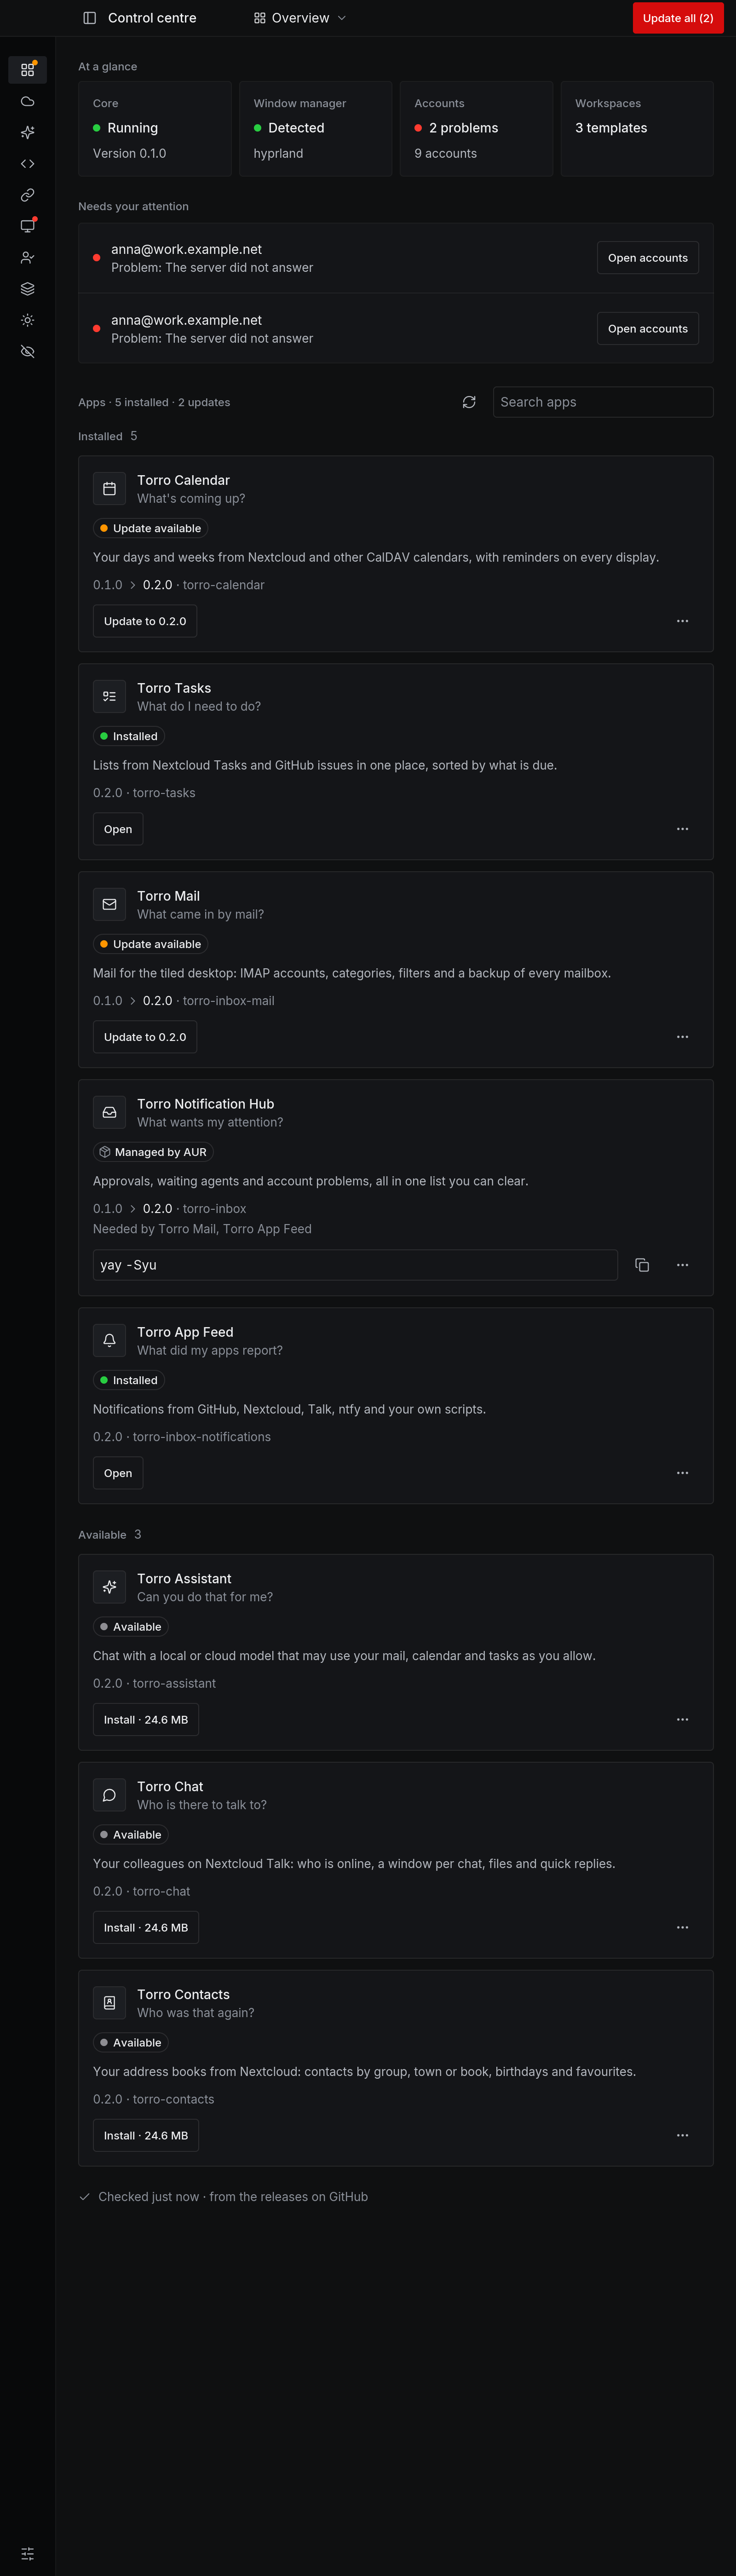 Control centre
Overview
Update all (2)
At a glance
Core
Running
Version 0.1.0
Window manager
Detected
hyprland
Accounts
2 problems
9 accounts
Workspaces
3 templates
Needs your attention
anna@work.example.net
Problem: The server did not answer
Open accounts
anna@work.example.net
Problem: The server did not answer
Open accounts
Apps · 5 installed · 2 updates
Search apps
Installed 5
Torro Calendar
What's coming up?
Update available
Your days and weeks from Nextcloud and other CalDAV calendars, with reminders on every display.
0.1.0 > 0.2.0 · torro-calendar
Update to 0.2.0
Torro Tasks
What do I need to do?
Installed
Lists from Nextcloud Tasks and GitHub issues in one place, sorted by what is due.
0.2.0 · torro-tasks
Open
Torro Mail
What came in by mail?
Update available
Mail for the tiled desktop: IMAP accounts, categories, filters and a backup of every mailbox.
0.1.0 > 0.2.0 · torro-inbox-mail
Update to 0.2.0
Torro Notification Hub
What wants my attention?
Managed by AUR
Approvals, waiting agents and account problems, all in one list you can clear.
0.1.0 > 0.2.0 · torro-inbox
Needed by Torro Mail, Torro App Feed
yay -Syu
Torro App Feed
What did my apps report?
Installed
Notifications from GitHub, Nextcloud, Talk, ntfy and your own scripts.
0.2.0 · torro-inbox-notifications
Open
Available 3
Torro Assistant
Can you do that for me?
Available
Chat with a local or cloud model that may use your mail, calendar and tasks as you allow.
0.2.0 · torro-assistant
Install · 24.6 MB
Torro Chat
Who is there to talk to?
Available
Your colleagues on Nextcloud Talk: who is online, a window per chat, files and quick replies.
0.2.0 · torro-chat
Install · 24.6 MB
Torro Contacts
Who was that again?
Available
Your address books from Nextcloud: contacts by group, town or book, birthdays and favourites.
0.2.0 · torro-contacts
Install · 24.6 MB
Checked just now · from the releases on GitHub